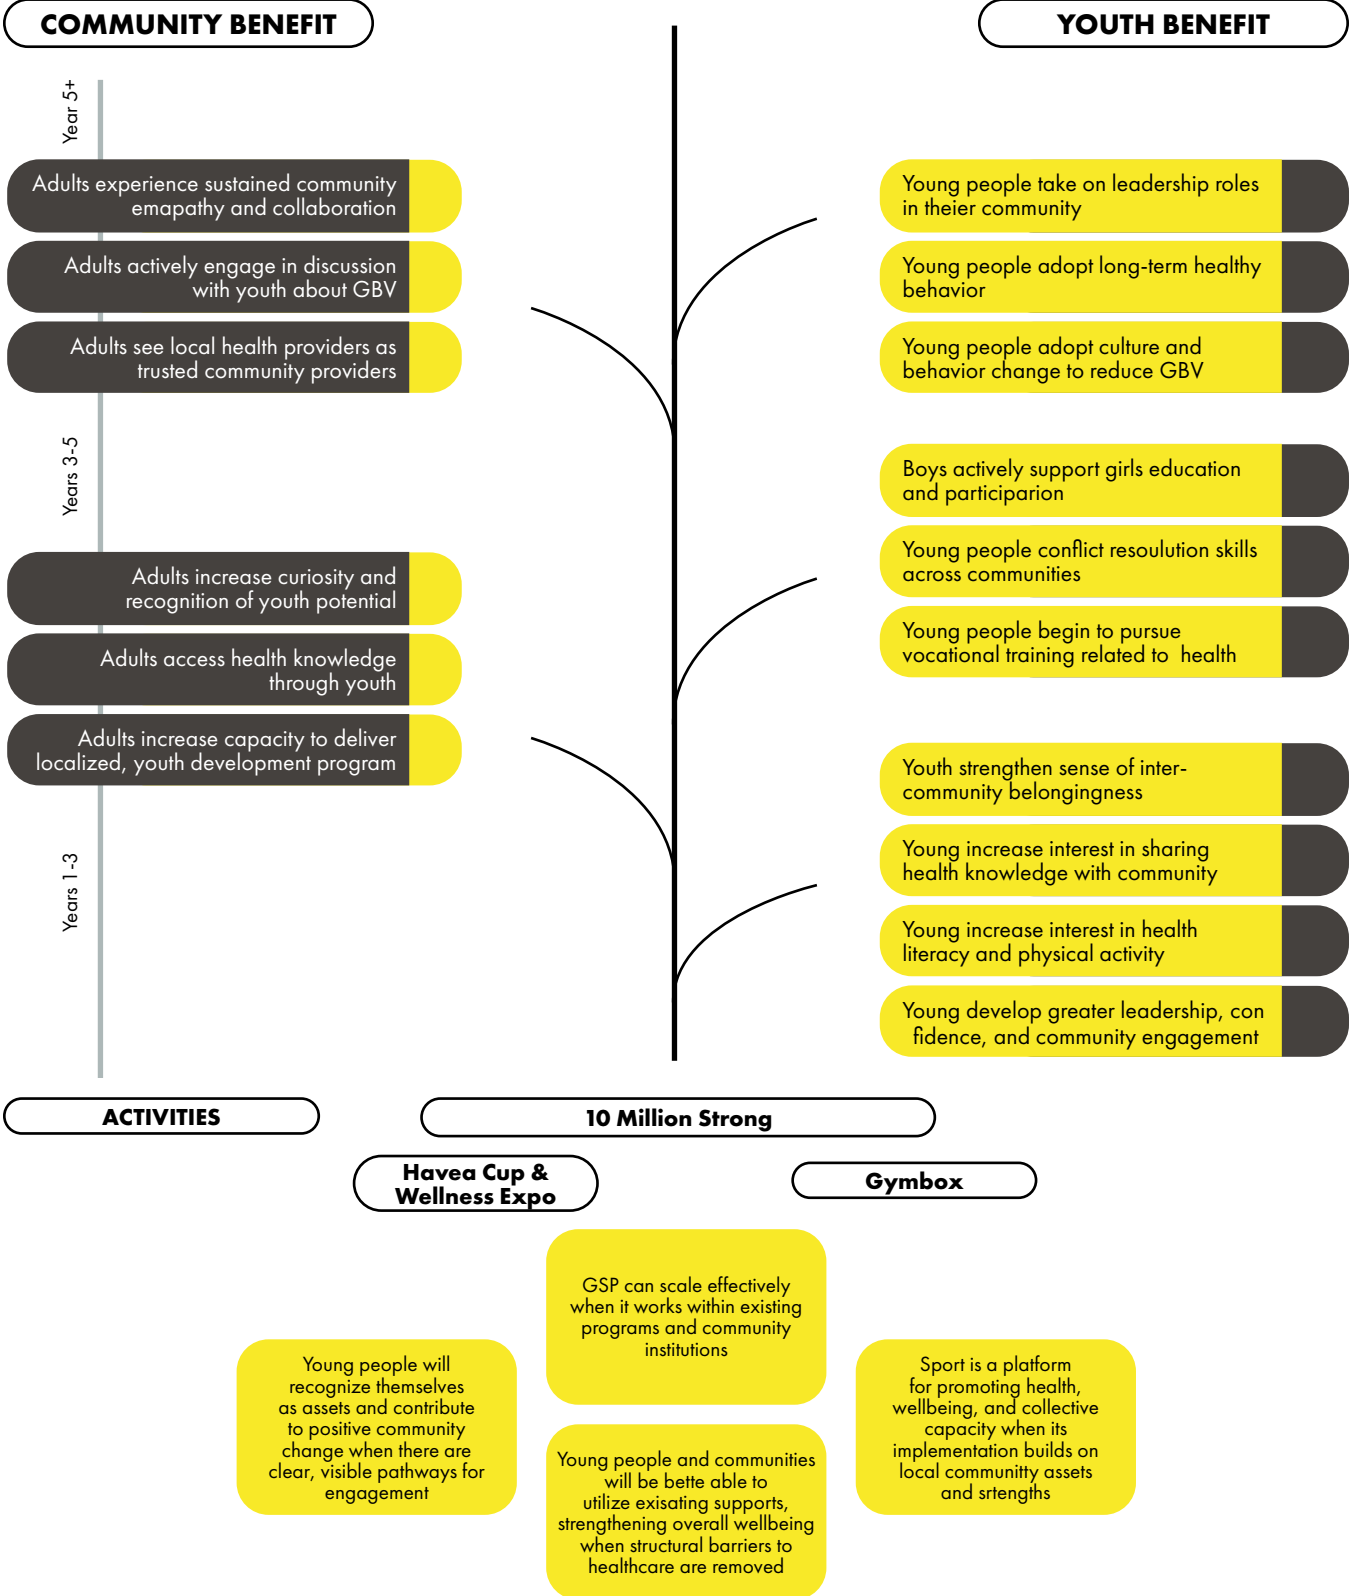 COMMUNITY BENEFIT
YOUTH BENEFIT
Year 5+
Adults experience sustained community
emapathy and collaboration
Adults actively engage in discussion
with youth about GBV
Adults see local health providers as
trusted community providers
Years 3-5
Adults increase curiosity and
recognition of youth potential
Adults access health knowledge
through youth
Adults increase capacity to deliver
localized, youth development program
Years 1-3
Young people take on leadership roles
in theier community
Young people adopt long-term healthy
behavior
Young people adopt culture and
behavior change to reduce GBV
Boys actively support girls education
and participarion
Young people conflict resoulution skills
across communities
Young people begin to pursue
vocational training related to health
Youth strengthen sense of inter-
community belongingness
Young increase interest in sharing
health knowledge with community
Young increase interest in health
literacy and physical activity
Young develop greater leadership, con
fidence, and community engagement
ACTIVITIES
10 Million Strong
Havea Cup &
Wellness Expo
Gymbox
GSP can scale effectively
when it works within existing
programs and community
institutions
Young people will
recognize themselves
as assets and contribute
to positive community
change when there are
clear, visible pathways for
engagement
Young people and communities
will be bette able to
utilize exisating supports,
strengthening overall wellbeing
when structural barriers to
healthcare are removed
Sport is a platform
for promoting health,
wellbeing, and collective
capacity when its
implementation builds on
local communitty assets
and srtengths